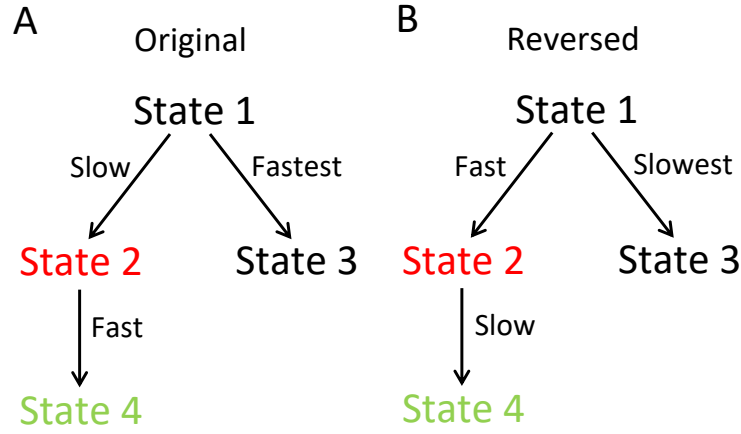 A
Original
State 1
Slow
Fastest
State 2
State 3
Fast
State 4
B
Reversed
State 1
Fast
Slowest
State 2
State 3
Slow
State 4